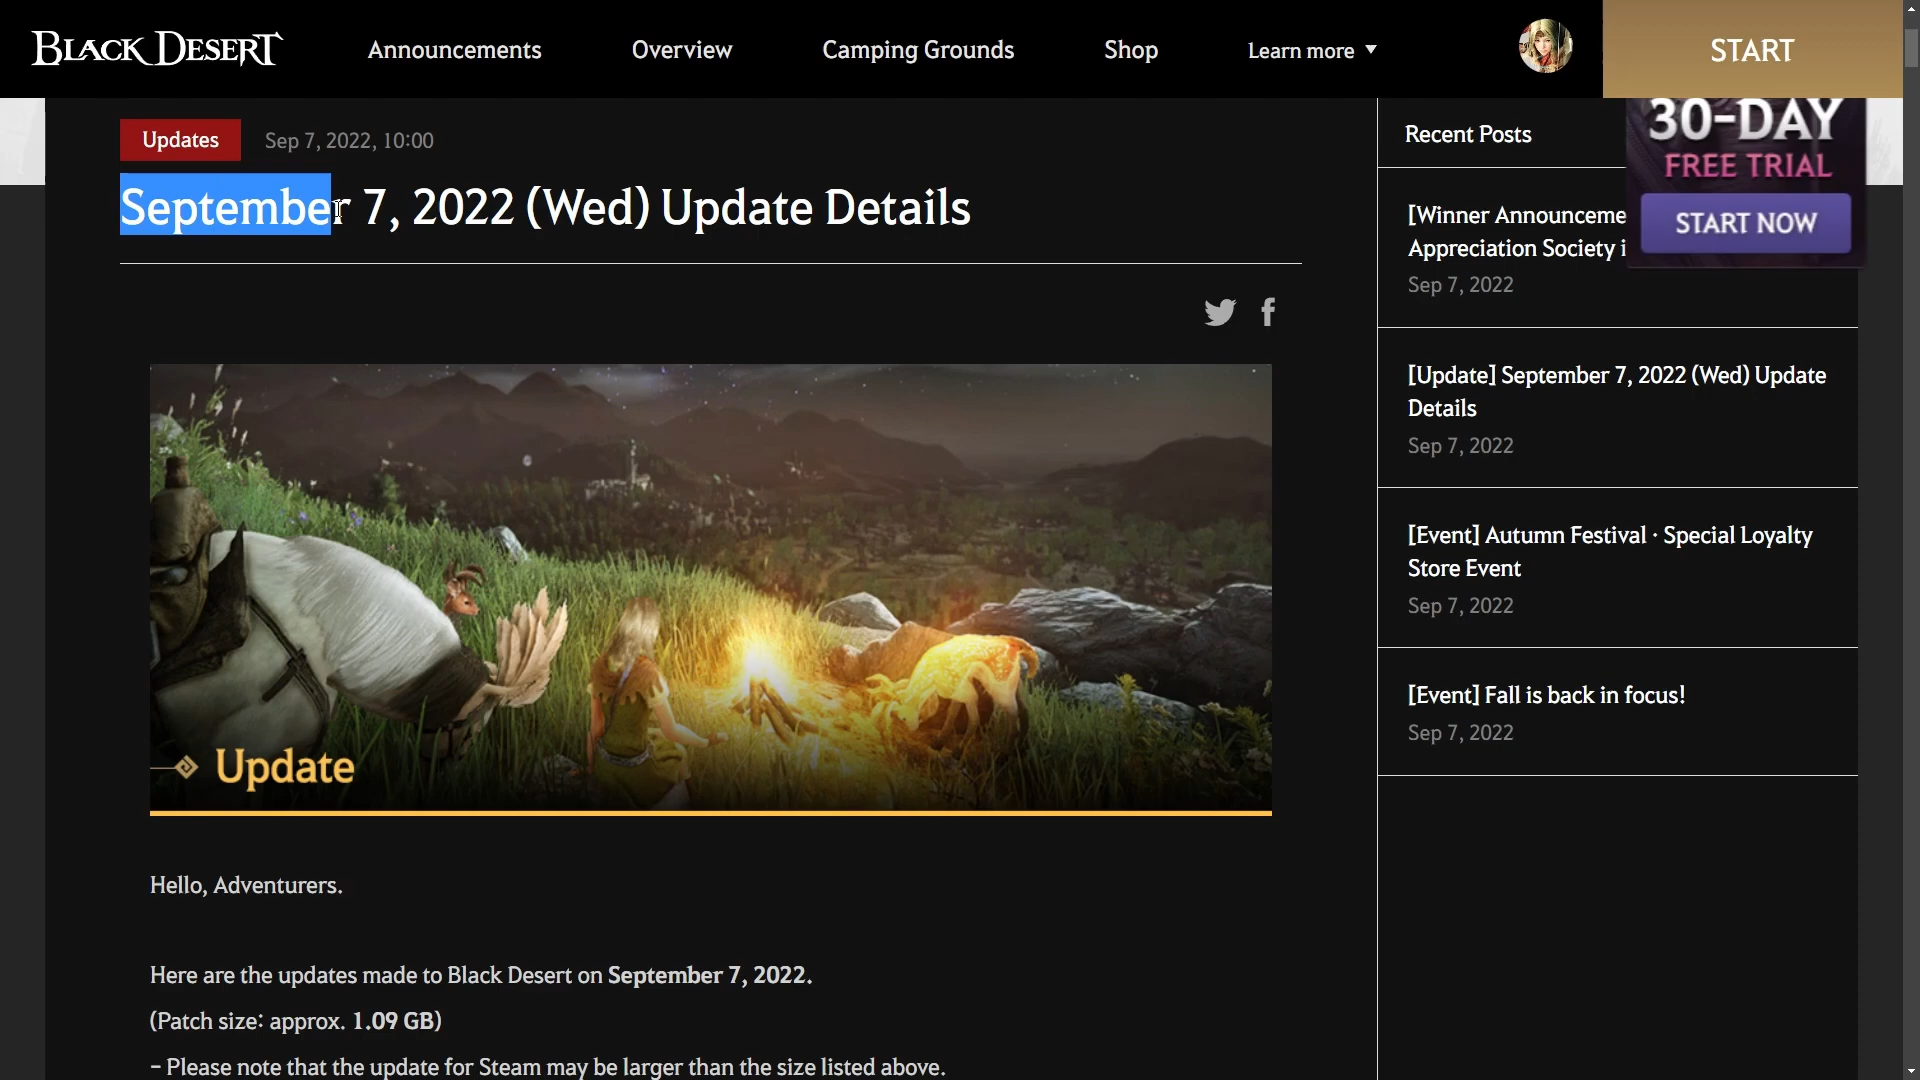 BLACK DESERT
Announcements
Overview
Camping Grounds
Shop
Learn more
START
Updates
Sep 7, 2022, 10:00
September 7, 2022 (Wed) Update Details
Update
Hello, Adventurers.
Here are the updates made to Black Desert on September 7, 2022.
(Patch size: approx. 1.09 GB)
- Please note that the update for Steam may be larger than the size listed above.
Recent Posts
30-DAY
FREE TRIAL
START NOW
[Winner Announceme
Appreciation Society i
Sep 7, 2022
[Update] September 7, 2022 (Wed) Update
Details
Sep 7, 2022
[Event] Autumn Festival · Special Loyalty
Store Event
Sep 7, 2022
[Event] Fall is back in focus!
Sep 7, 2022